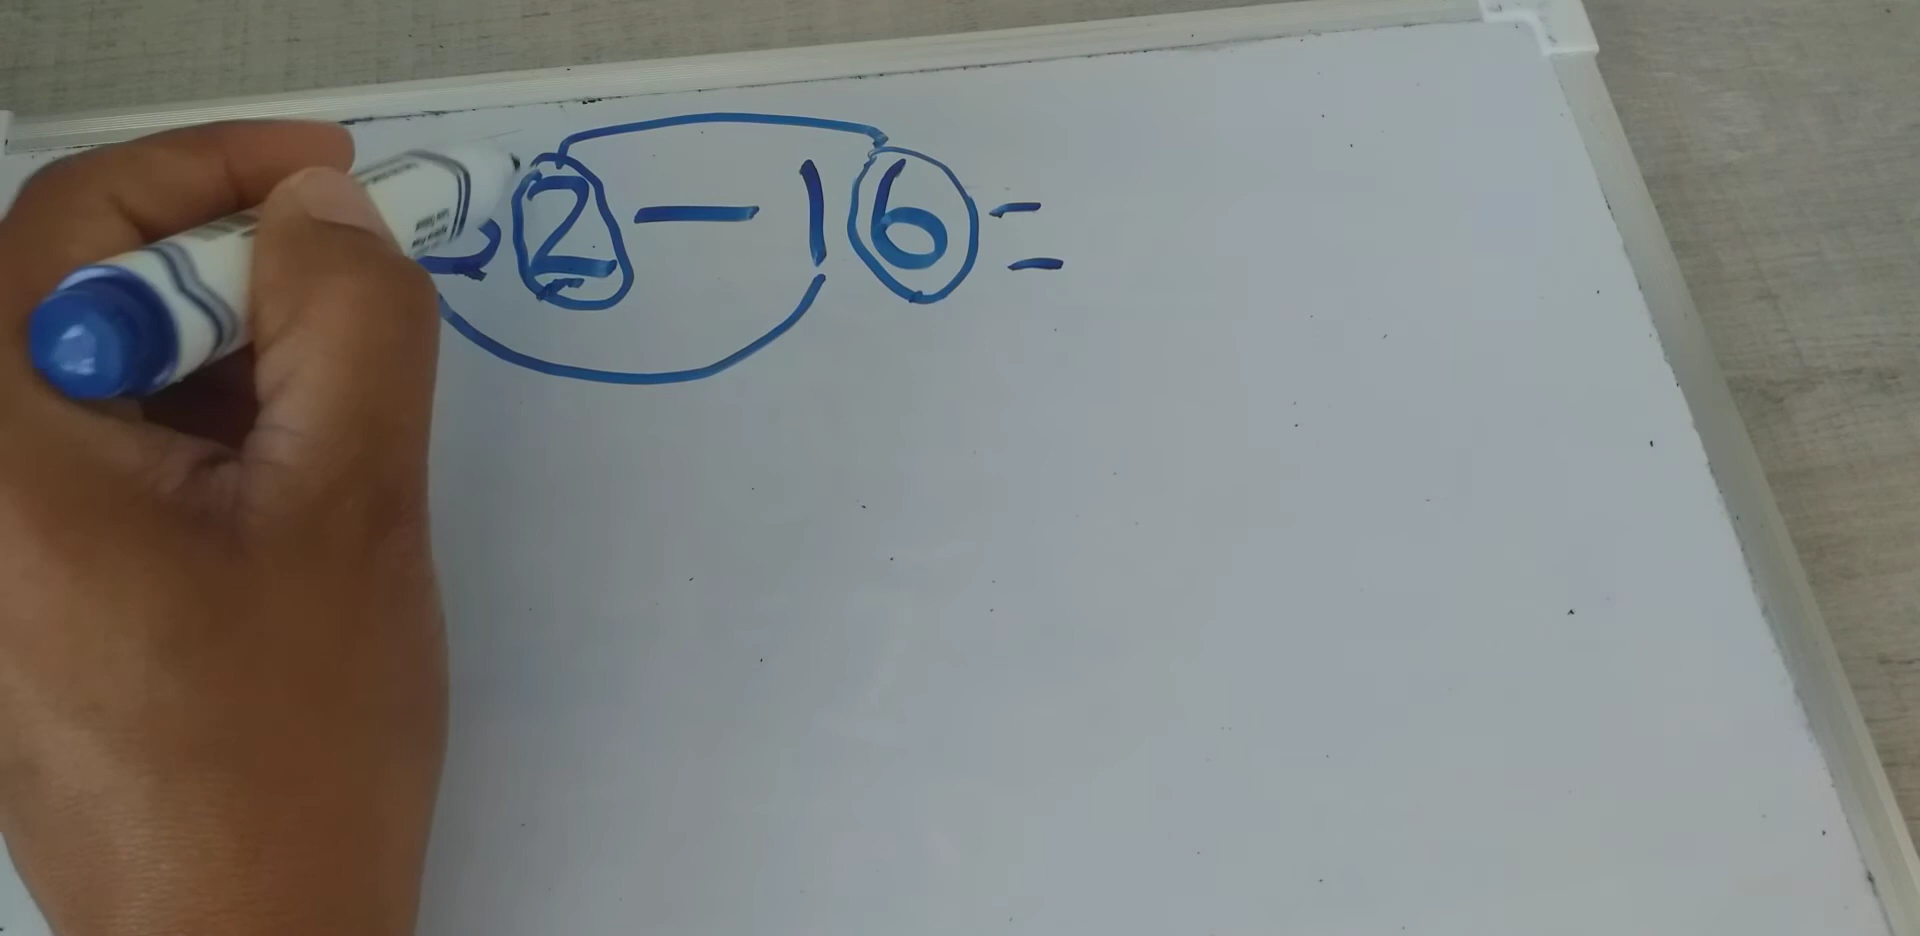 2 - 16 =